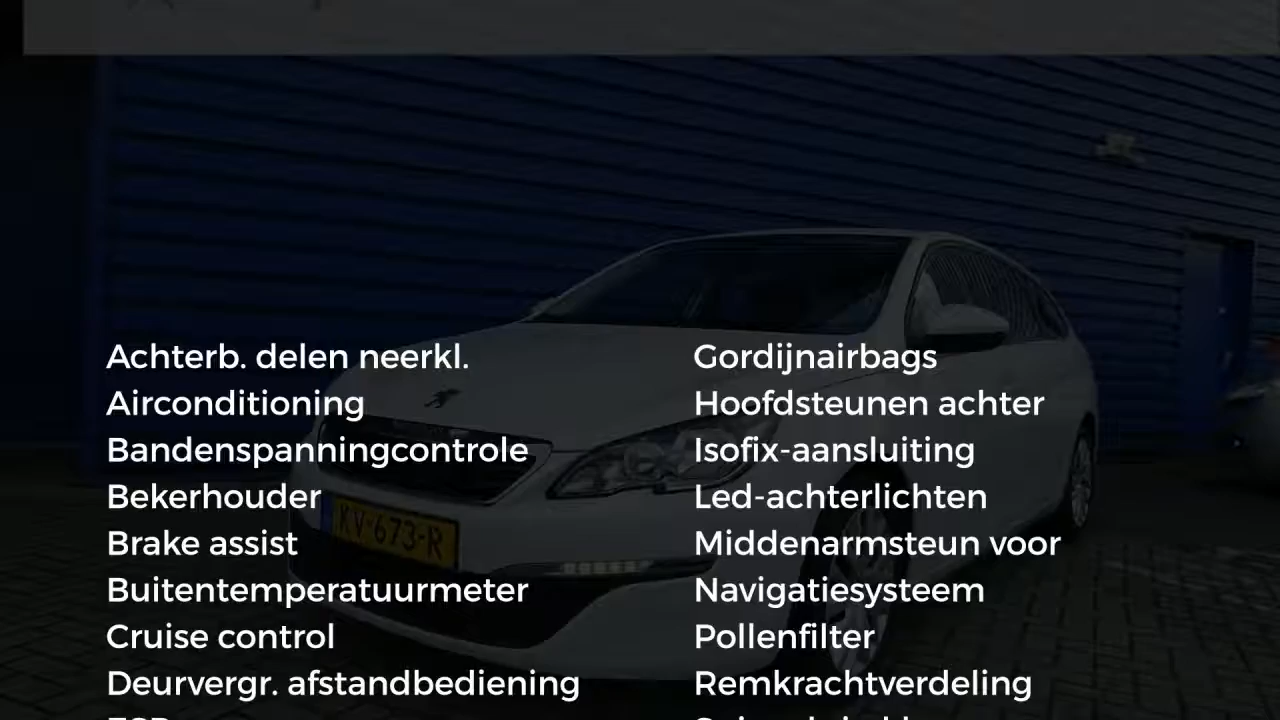 Achterb. delen neerkl.
Airconditioning
Bandenspanningcontrole
Bekerhouder
Brake assist
Buitentemperatuurmeter
Cruise control
Deurvergr. afstandbediening
Gordijnairbags
Hoofdsteunen achter
Isofix-aansluiting
Led-achterlichten
Middenarmsteun voor
Navigatiesysteem
Pollenfilter
Remkrachtverdeling
KV-673-R